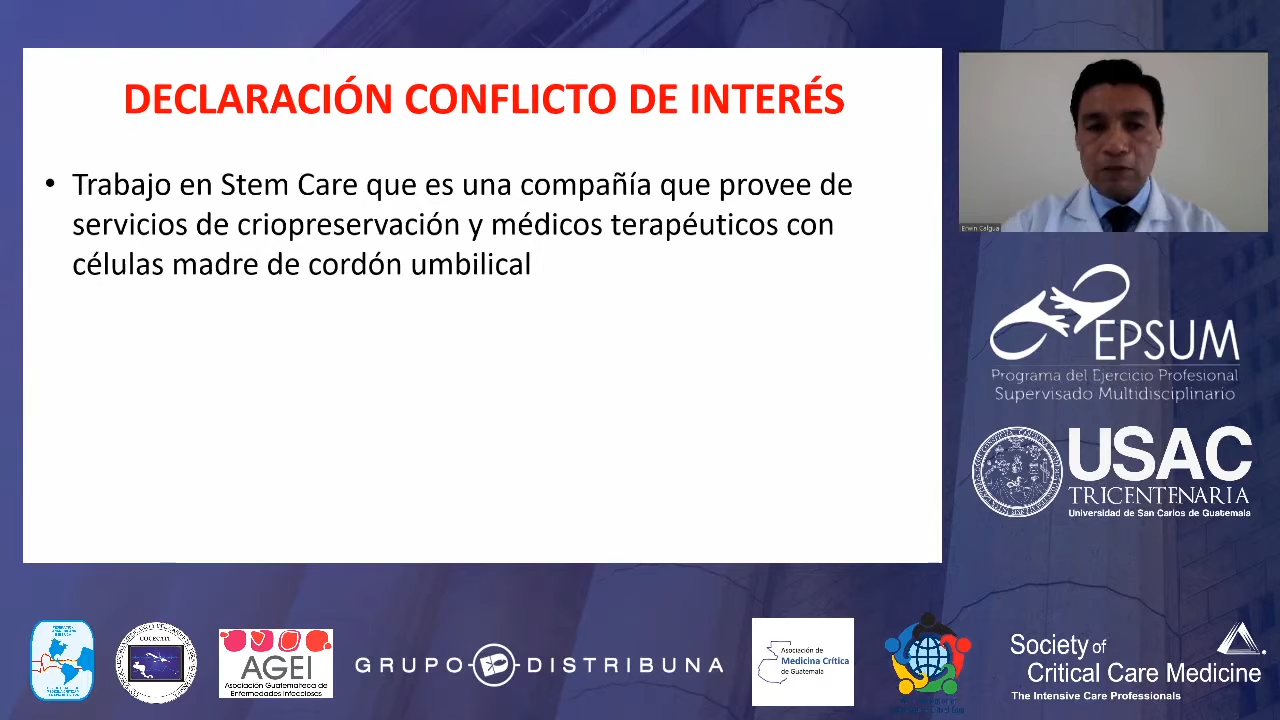 DECLARACIÓN CONFLICTO DE INTERÉS
• Trabajo en Stem Care que es una compañía que provee de
servicios de criopreservación y médicos terapéuticos con
células madre de cordón umbilical
Erwin Calgua
EPSUM
Programa del Ejercicio Profesional
Supervisado Multidisciplinario
USAC
TRICENTENARIA
Universidad de San Carlos de Guatemala
COCECATI
AGEI
Asociación Guatemalteca de
Enfermedades Infecciosas
GRUPO DISTRIBUNA
Asociación de
Medicina Crítica
de Guatemala
Society of
Critical Care Medicine
The Intensive Care Professionals